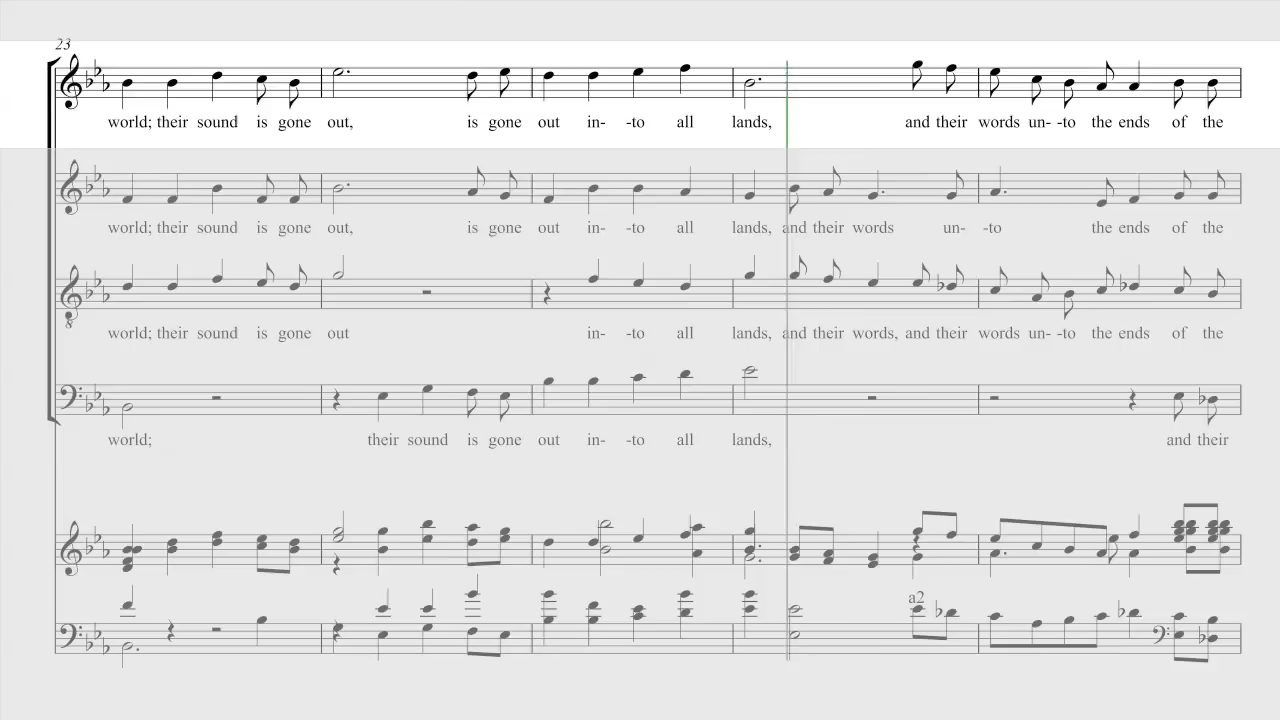 23
world; their sound is gone out, is gone out in- -to all lands, and their words un- -to the ends of the
world; their sound is gone out, is gone out in- -to all lands, and their words un- -to the ends of the
world; their sound is gone out in- -to all lands, and their words, and their words un- -to the ends of the
world; their sound is gone out in- -to all lands, and their
a2